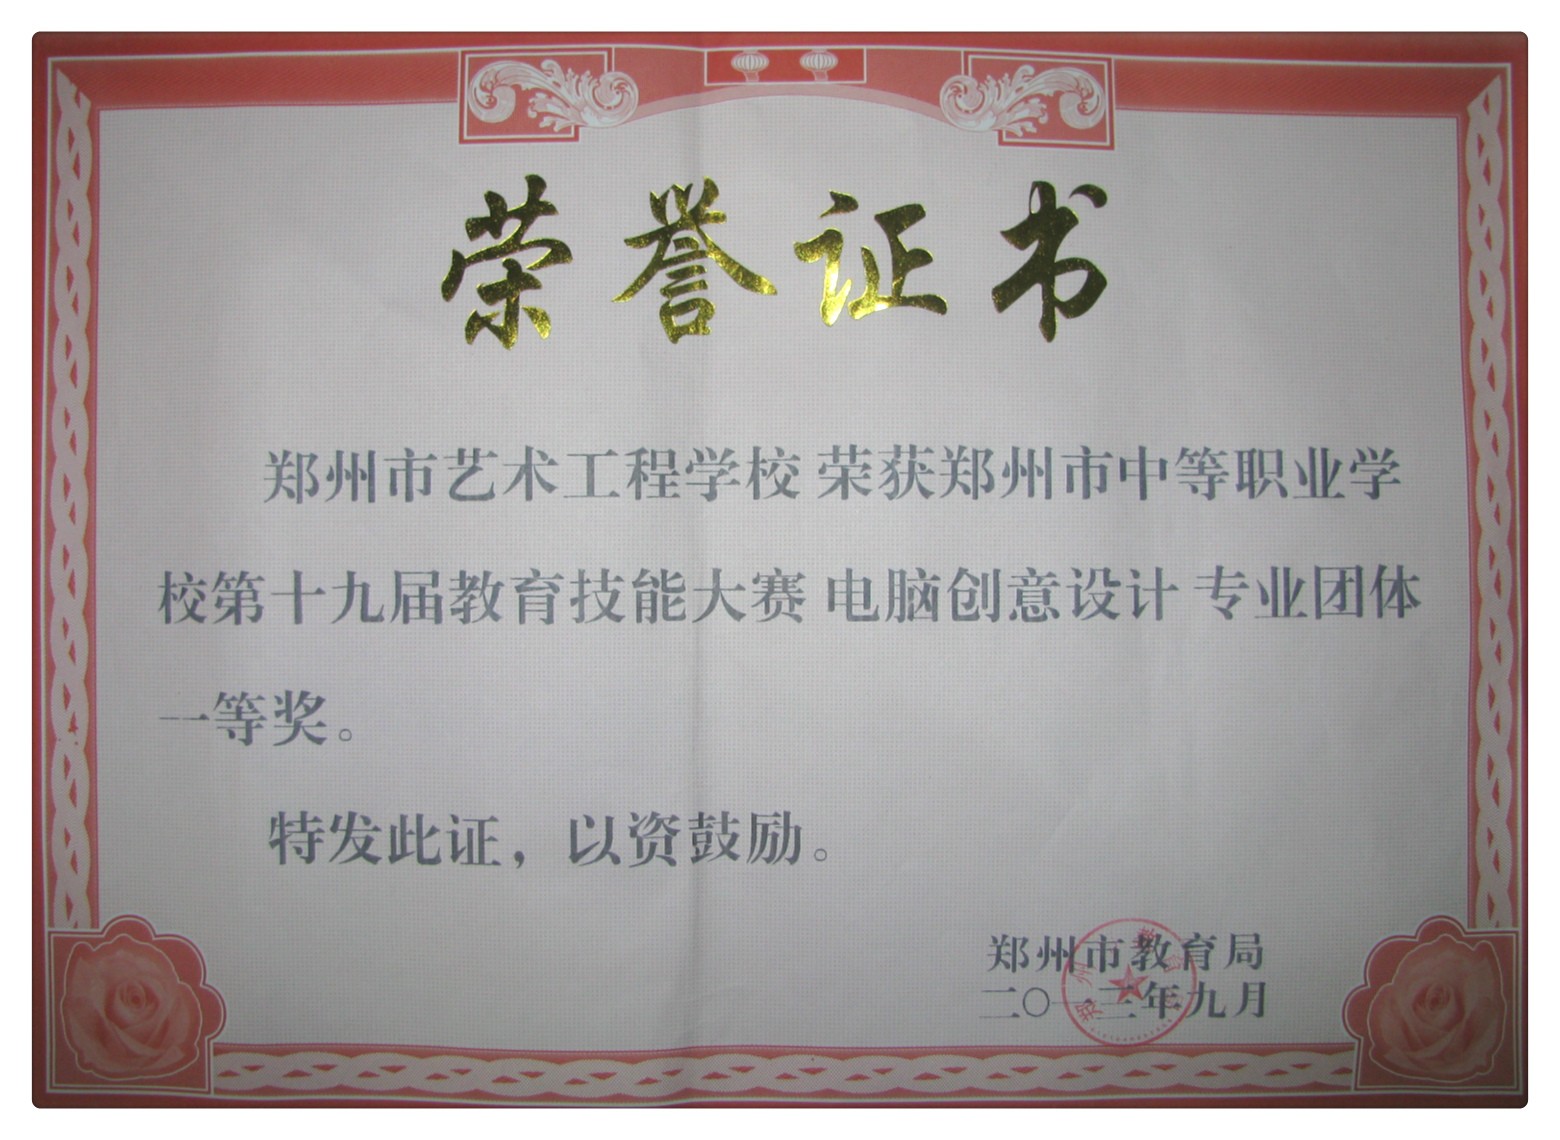 荣誉证书
郑州市艺术工程学校 荣获郑州市中等职业学
校第十九届教育技能大赛 电脑创意设计 专业团体
一等奖。
特发此证，以资鼓励。
郑州市教育局
二〇一三年九月